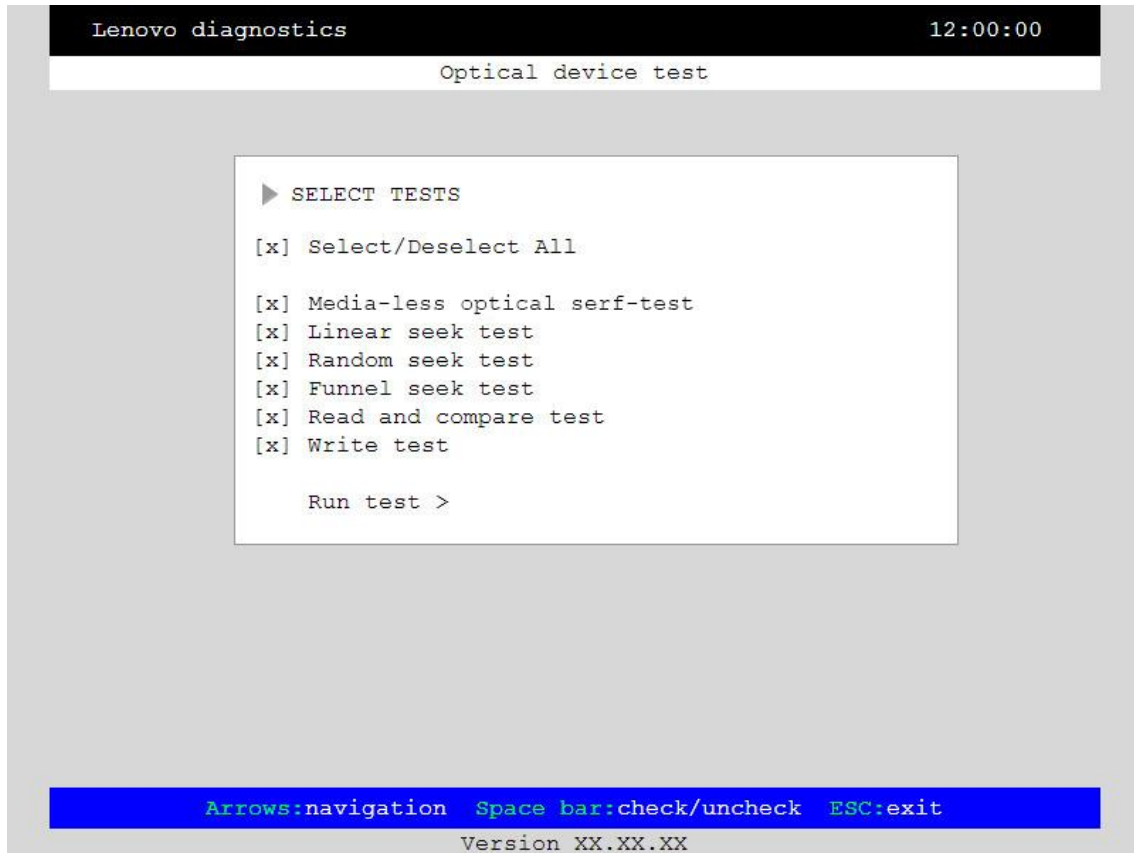 Lenovo diagnostics 12:00:00
Optical device test
SELECT TESTS
[x] Select/Deselect All
[x] Media-less optical serf-test
[x] Linear seek test
[x] Random seek test
[x] Funnel seek test
[x] Read and compare test
[x] Write test
Run test >
Arrows:navigation Space bar:check/uncheck ESC:exit
Version XX.XX.XX